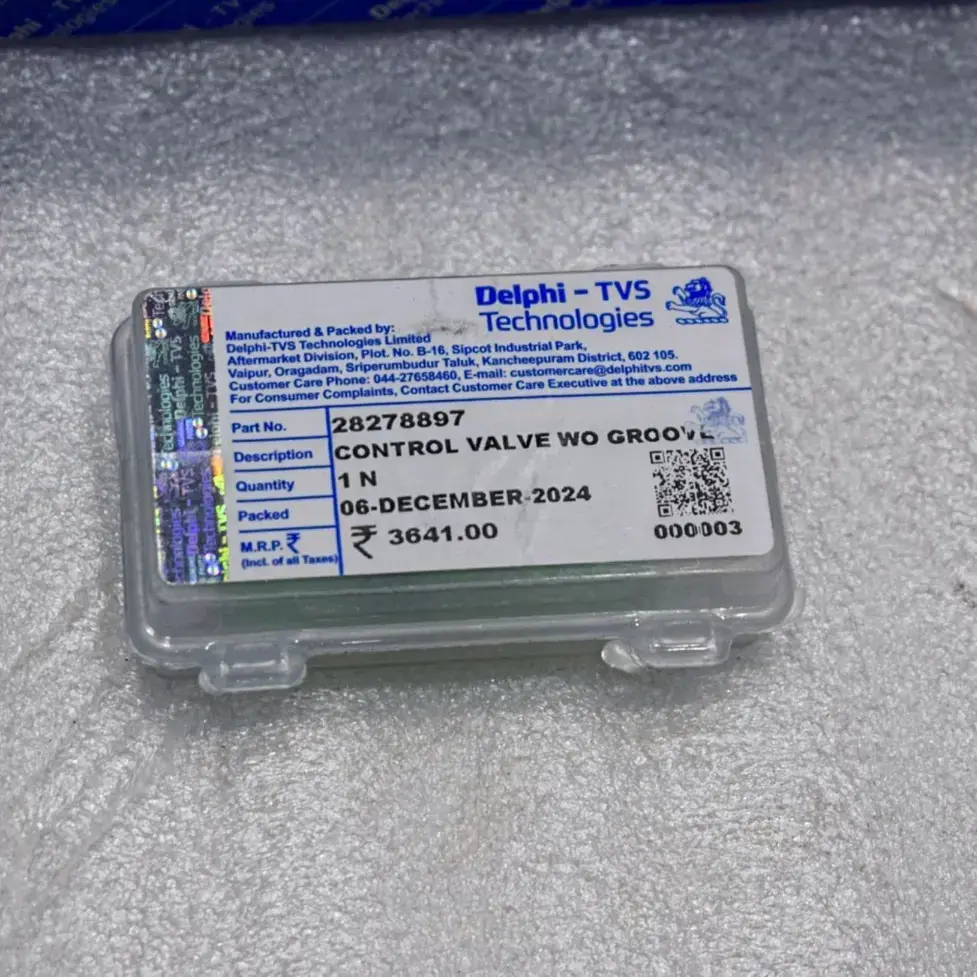 Delphi - TVS
Technologies
Manufactured & Packed by:
Delphi-TVS Technologies Limited
Aftermarket Division, Plot. No. B-16, Sipcot Industrial Park,
Vaipur, Oragadam, Sriperumbudur Taluk, Kancheepuram District, 602 105.
Customer Care Phone: 044-27658460, E-mail: customercare@delphitvs.com
For Consumer Complaints, Contact Customer Care Executive at the above address
Part No. 28278897
Description CONTROL VALVE WO GROOVE
Quantity 1 N
Packed 06-DECEMBER-2024
M.R.P. ₹ ₹ 3641.00
(Incl. of all Taxes)
000003
Delphi - TVS
Technologies